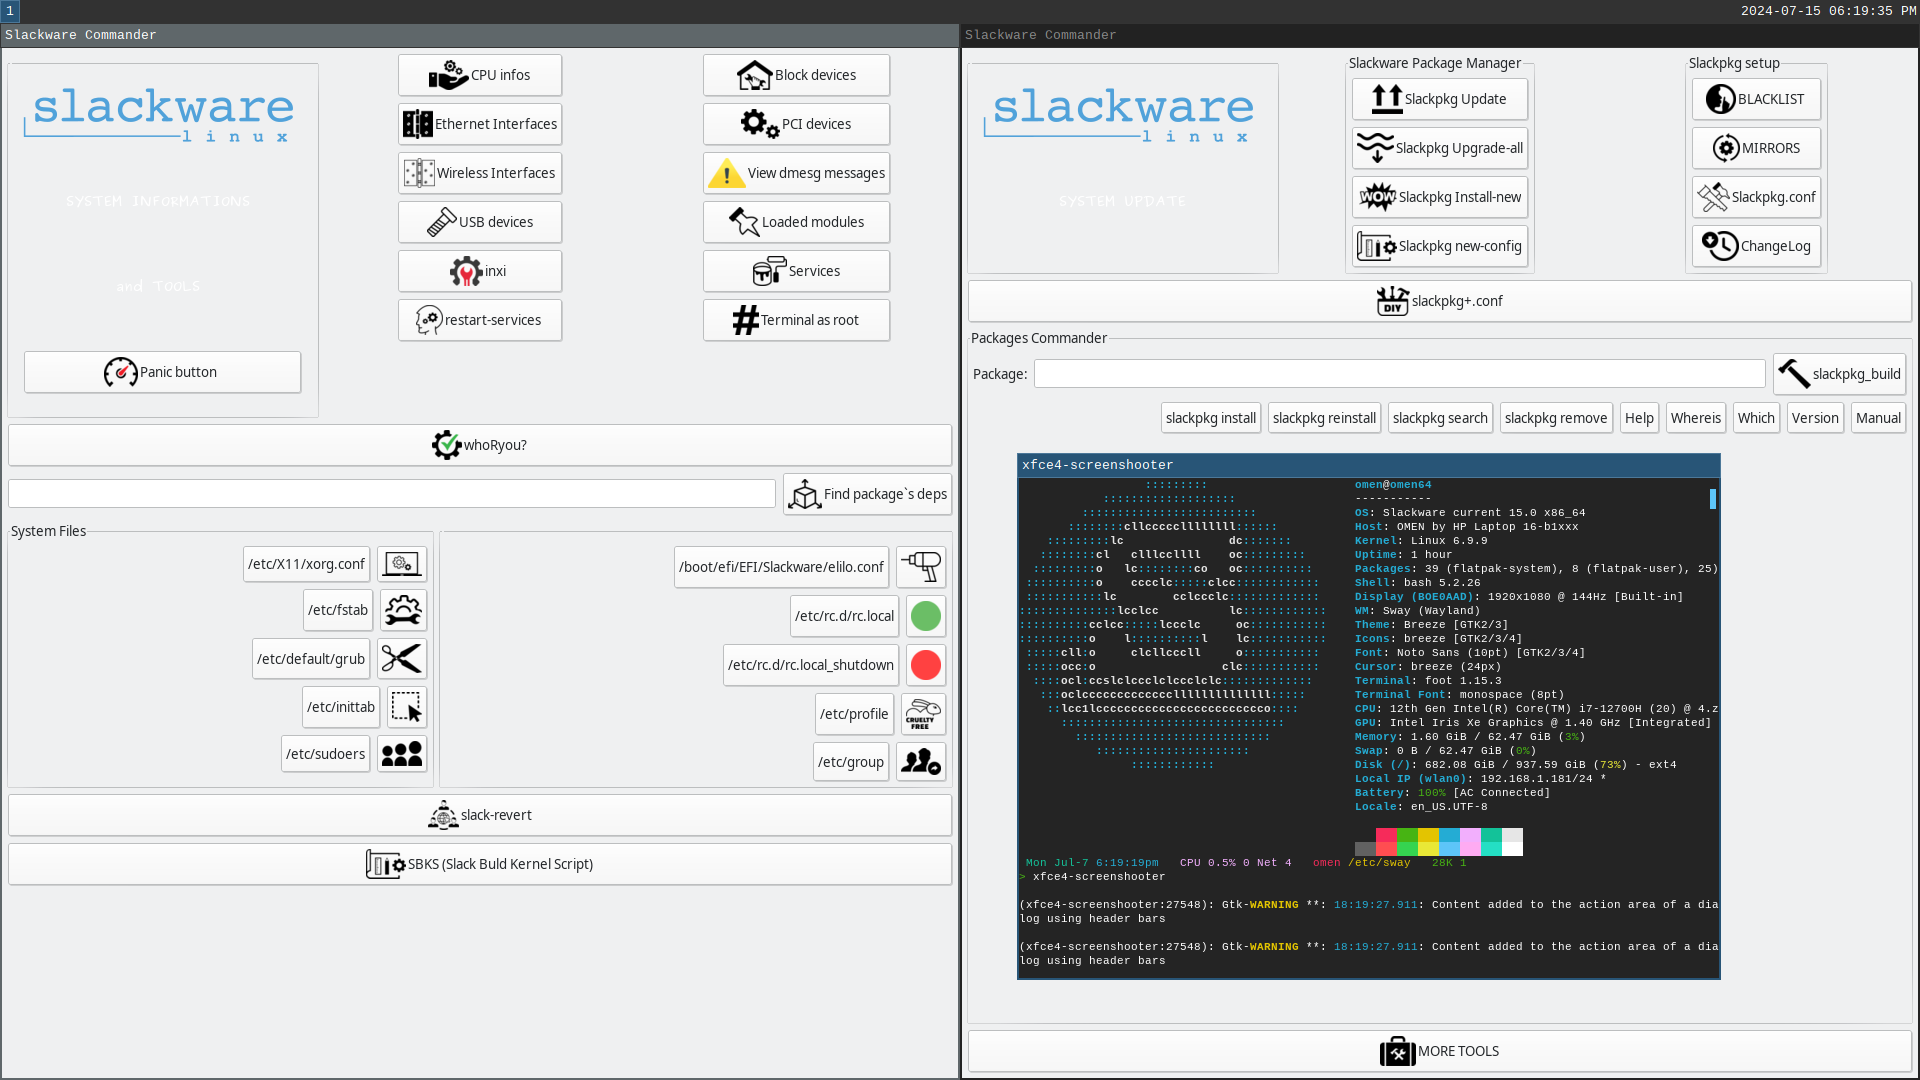 1
2024-07-15 06:19:35 PM
Slackware Commander
slackware
linux
SYSTEM INFORMATIONS
and TOOLS
Panic button
CPU infos
Ethernet Interfaces
Wireless Interfaces
USB devices
inxi
restart-services
Block devices
PCI devices
View dmesg messages
Loaded modules
Services
Terminal as root
whoRyou?
Find package`s deps
System Files
/etc/X11/xorg.conf
/etc/fstab
/etc/default/grub
/etc/inittab
/etc/sudoers
/boot/efi/EFI/Slackware/elilo.conf
/etc/rc.d/rc.local
/etc/rc.d/rc.local_shutdown
/etc/profile
CRUELTY
FREE
/etc/group
slack-revert
SBKS (Slack Buld Kernel Script)
Slackware Commander
slackware
linux
SYSTEM UPDATE
Slackware Package Manager
Slackpkg Update
Slackpkg Upgrade-all
WOW
Slackpkg Install-new
Slackpkg new-config
Slackpkg setup
BLACKLIST
MIRRORS
Slackpkg.conf
ChangeLog
DIY
slackpkg+.conf
Packages Commander
Package:
slackpkg_build
slackpkg install
slackpkg reinstall
slackpkg search
slackpkg remove
Help
Whereis
Which
Version
Manual
xfce4-screenshooter
omen@omen64
-----------
OS: Slackware current 15.0 x86_64
Host: OMEN by HP Laptop 16-b1xxx
Kernel: Linux 6.9.9
Uptime: 1 hour
Packages: 39 (flatpak-system), 8 (flatpak-user), 25)
Shell: bash 5.2.26
Display (BOE0AAD): 1920x1080 @ 144Hz [Built-in]
WM: Sway (Wayland)
Theme: Breeze [GTK2/3]
Icons: breeze [GTK2/3/4]
Font: Noto Sans (10pt) [GTK2/3/4]
Cursor: breeze (24px)
Terminal: foot 1.15.3
Terminal Font: monospace (8pt)
CPU: 12th Gen Intel(R) Core(TM) i7-12700H (20) @ 4.z
GPU: Intel Iris Xe Graphics @ 1.40 GHz [Integrated]
Memory: 1.60 GiB / 62.47 GiB (3%)
Swap: 0 B / 62.47 GiB (0%)
Disk (/): 682.08 GiB / 937.59 GiB (73%) - ext4
Local IP (wlan0): 192.168.1.181/24 *
Battery: 100% [AC Connected]
Locale: en_US.UTF-8
Mon Jul-7 6:19:19pm CPU 0.5% 0 Net 4 omen /etc/sway 28K 1
> xfce4-screenshooter
(xfce4-screenshooter:27548): Gtk-WARNING **: 18:19:27.911: Content added to the action area of a dia
log using header bars
(xfce4-screenshooter:27548): Gtk-WARNING **: 18:19:27.911: Content added to the action area of a dia
log using header bars
MORE TOOLS